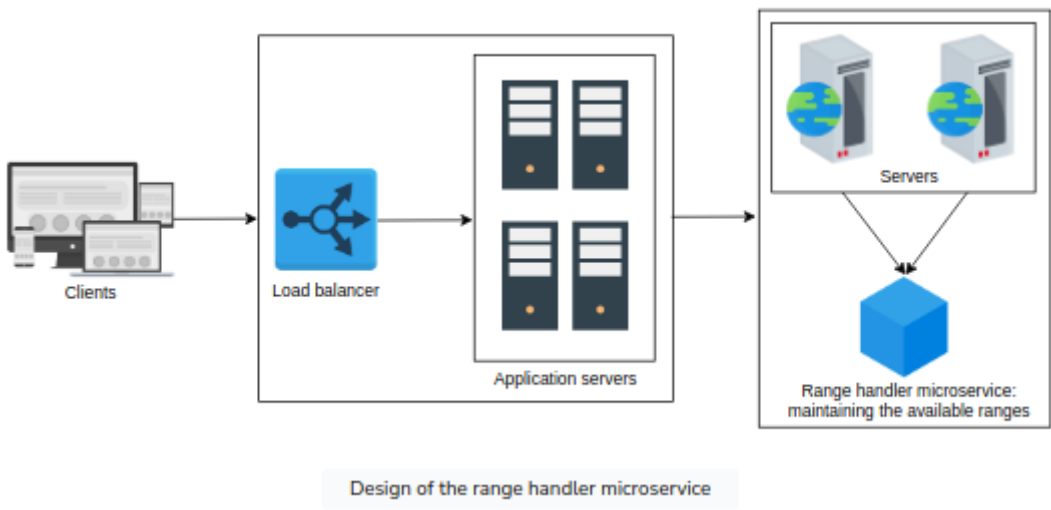 Clients
Load balancer
Application servers
Servers
Range handler microservice:
maintaining the available ranges
Design of the range handler microservice